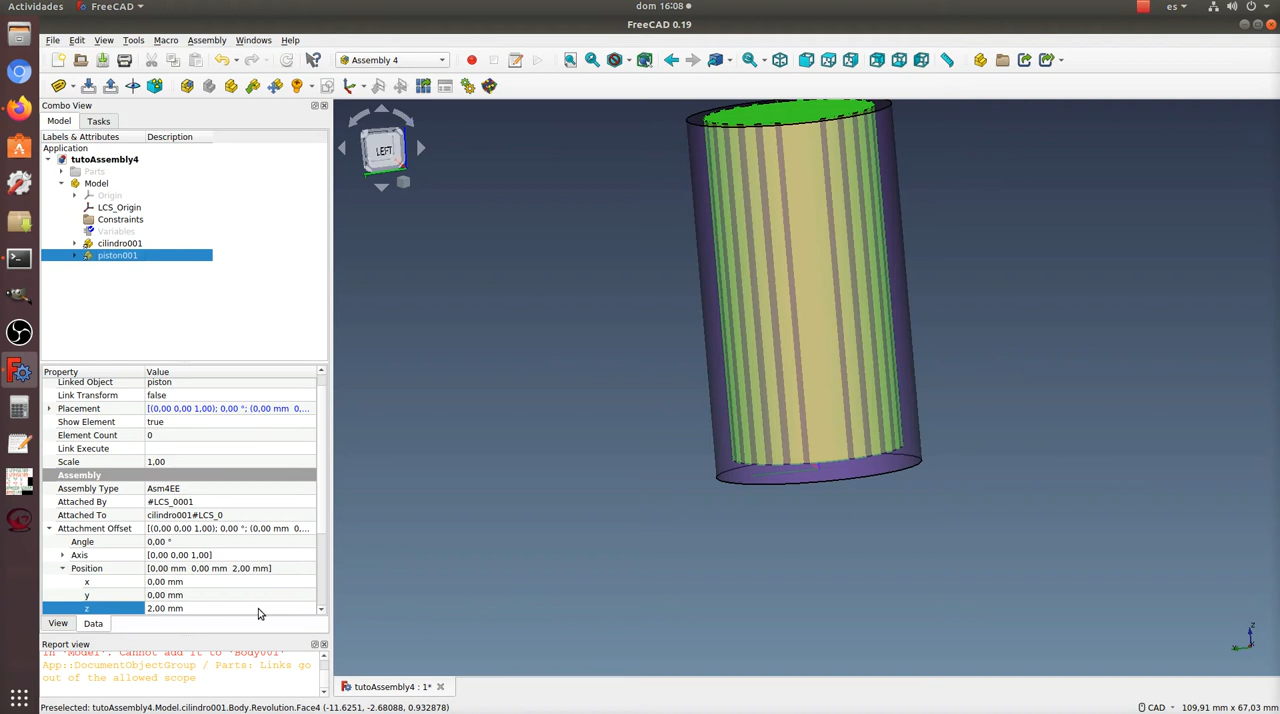 Actividades FreeCAD ▾ dom 16:08 es
FreeCAD 0.19
File Edit View Tools Macro Assembly Windows Help
Assembly 4
Combo View
Model Tasks
Labels & Attributes Description
Application
tutoAssembly4
Parts
Model
Origin
LCS_Origin
Constraints
Variables
cilindro001
piston001
LEFT
Property Value
Linked Object piston
Link Transform false
Placement [(0,00 0,00 1,00); 0,00 °; (0,00 mm 0,...
Show Element true
Element Count 0
Link Execute
Scale 1,00
Assembly
Assembly Type Asm4EE
Attached By #LCS_0001
Attached To cilindro001#LCS_0
Attachment Offset [(0,00 0,00 1,00); 0,00 °; (0,00 mm 0,...
Angle 0,00 °
Axis [0,00 0,00 1,00]
Position [0,00 mm 0,00 mm 2,00 mm]
x 0,00 mm
y 0,00 mm
z 2,00 mm
View Data
Report view
in 'Model'. Cannot add it to 'Body001'
App::DocumentObjectGroup / Parts: Links go
out of the allowed scope
tutoAssembly4 : 1*
Preselected: tutoAssembly4.Model.cilindro001.Body.Revolution.Face4 (-11.6251, -2.68088, 0.932878) CAD 109,91 mm x 67,03 mm